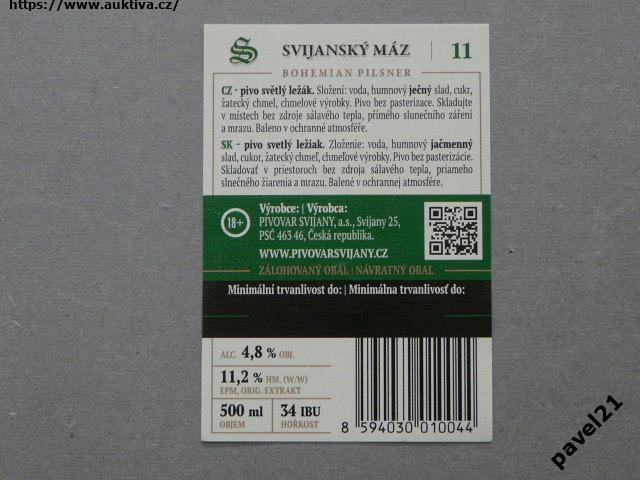 https://www.auktiva.cz/
S SVIJANSKÝ MÁZ | 11
BOHEMIAN PILSNER
CZ - pivo světlý ležák. Složení: voda, humnový ječný slad, cukr,
žatecký chmel, chmelové výrobky. Pivo bez pasterizace. Skladujte
v místech bez zdroje sálavého tepla, přímého slunečního záření
a mrazu. Baleno v ochranné atmosféře.
SK - pivo svetlý ležiak. Zloženie: voda, humnový jačmenný
slad, cukor, žatecký chmeľ, chmeľové výrobky. Pivo bez pasterizácie.
Skladovať v priestoroch bez zdroja sálavého tepla, priameho
slnečného žiarenia a mrazu. Balené v ochrannej atmosfére.
18+
Výrobce: | Výrobca:
PIVOVAR SVIJANY, a.s., Svijany 25,
PSČ 463 46, Česká republika.
WWW.PIVOVARSVIJANY.CZ
ZÁLOHOVANÝ OBAL | NÁVRATNÝ OBAL
Minimální trvanlivost do: | Minimálna trvanlivosť do:
ALC. 4,8 % OBJ.
11,2 % HM. (W/W)
EPM, ORIG. EXTRAKT
500 ml 34 IBU
OBJEM HOŘKOST
8 594030 010044
pavel21